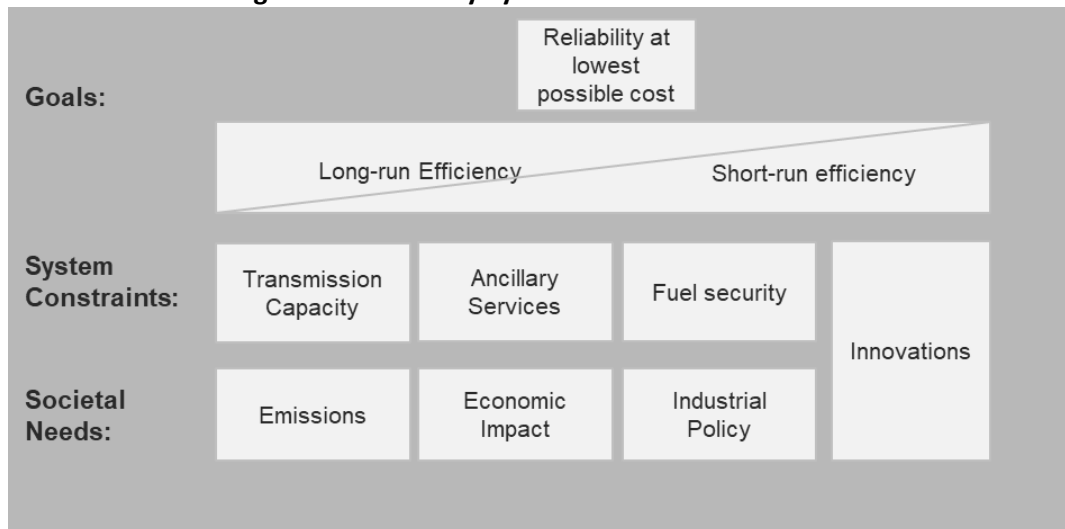 Reliability at
lowest
possible cost
Goals:
Long-run Efficiency
Short-run efficiency
System
Constraints:
Transmission
Capacity
Ancillary
Services
Fuel security
Innovations
Societal
Needs:
Emissions
Economic
Impact
Industrial
Policy